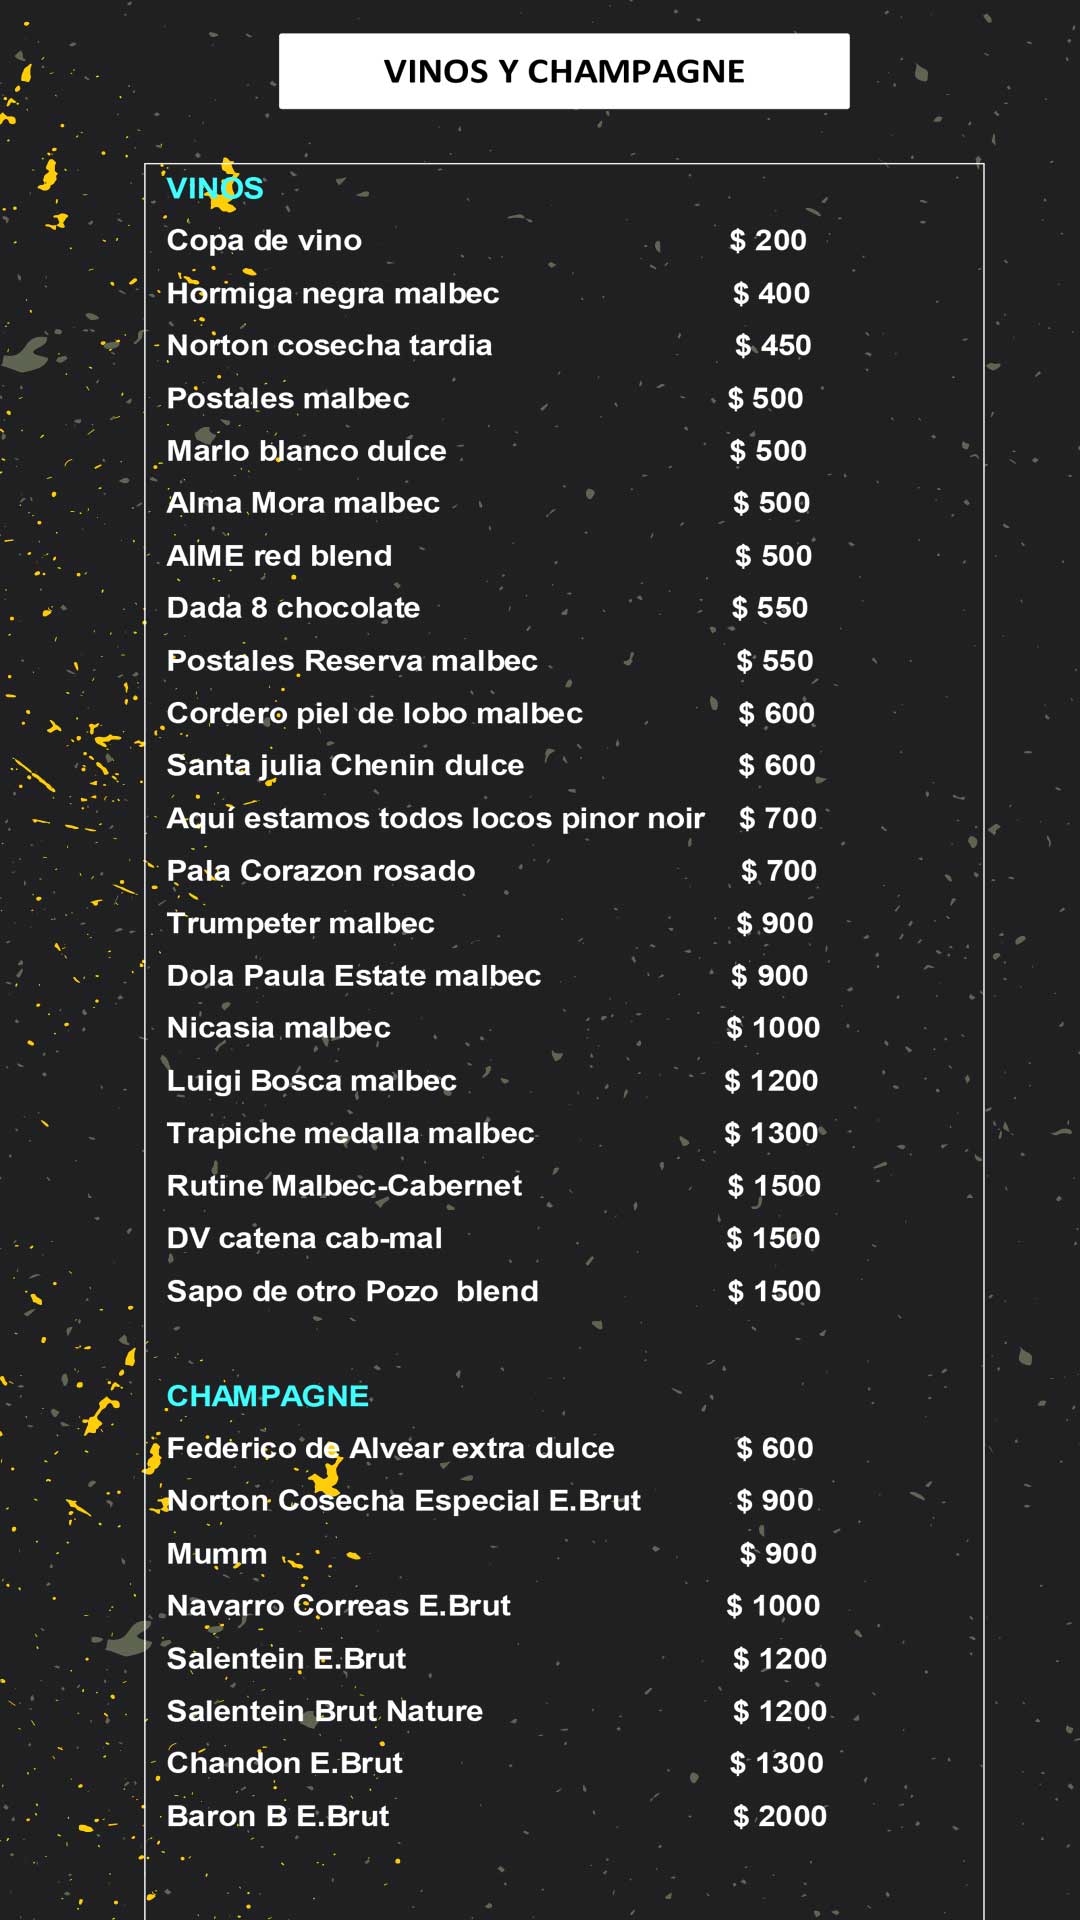 VINOS Y CHAMPAGNE
VINOS
Copa de vino $ 200
Hormiga negra malbec $ 400
Norton cosecha tardia $ 450
Postales malbec $ 500
Marlo blanco dulce $ 500
Alma Mora malbec $ 500
AIME red blend $ 500
Dada 8 chocolate $ 550
Postales Reserva malbec $ 550
Cordero piel de lobo malbec $ 600
Santa julia Chenin dulce $ 600
Aquí estamos todos locos pinor noir $ 700
Pala Corazon rosado $ 700
Trumpeter malbec $ 900
Dola Paula Estate malbec $ 900
Nicasia malbec $ 1000
Luigi Bosca malbec $ 1200
Trapiche medalla malbec $ 1300
Rutine Malbec-Cabernet $ 1500
DV catena cab-mal $ 1500
Sapo de otro Pozo  blend $ 1500
CHAMPAGNE
Federico de Alvear extra dulce $ 600
Norton Cosecha Especial E.Brut $ 900
Mumm $ 900
Navarro Correas E.Brut $ 1000
Salentein E.Brut $ 1200
Salentein Brut Nature $ 1200
Chandon E.Brut $ 1300
Baron B E.Brut $ 2000